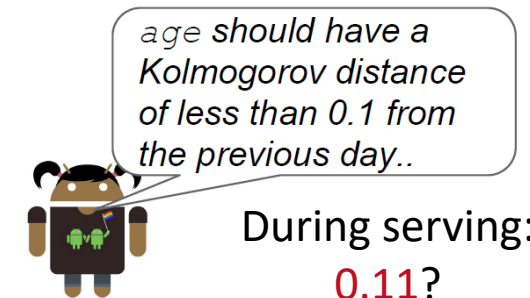 age should have a
Kolmogorov distance
of less than 0.1 from
the previous day..
During serving:
0.11?